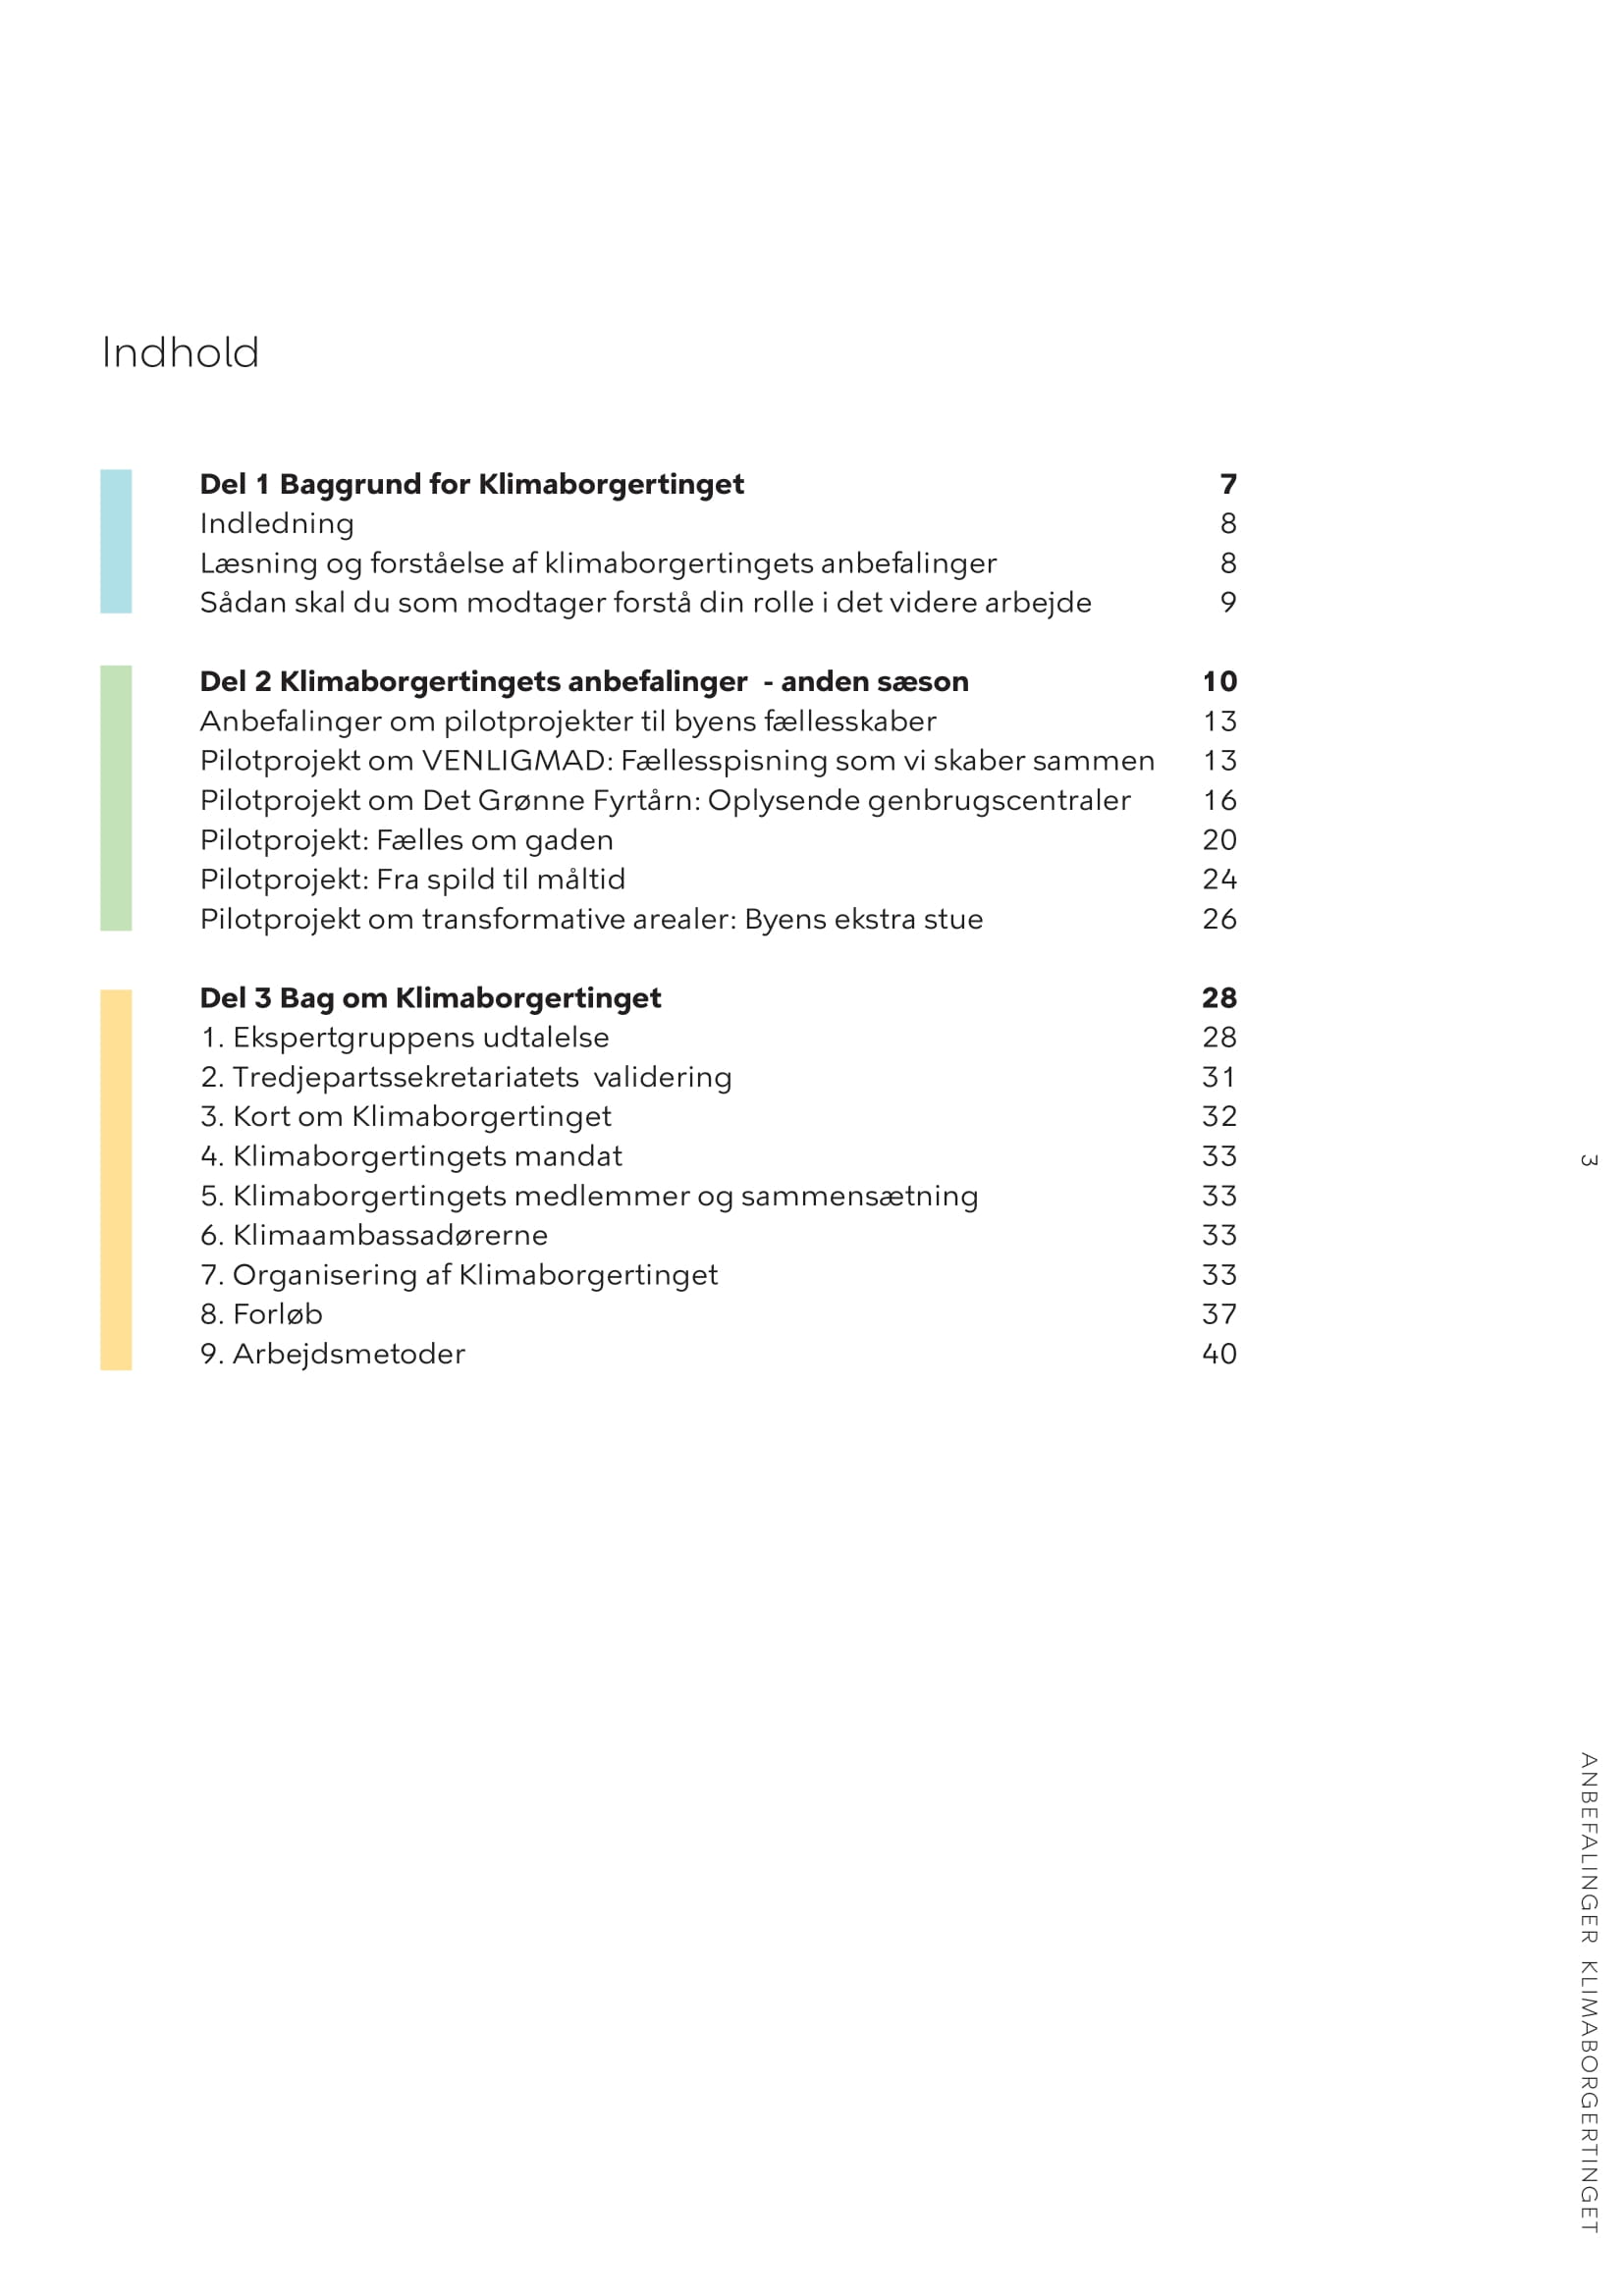 Indhold
Del 1 Baggrund for Klimaborgertinget 7
Indledning 8
Læsning og forståelse af klimaborgertingets anbefalinger 8
Sådan skal du som modtager forstå din rolle i det videre arbejde 9
Del 2 Klimaborgertingets anbefalinger - anden sæson 10
Anbefalinger om pilotprojekter til byens fællesskaber 13
Pilotprojekt om VENLIGMAD: Fællesspisning som vi skaber sammen 13
Pilotprojekt om Det Grønne Fyrtårn: Oplysende genbrugscentraler 16
Pilotprojekt: Fælles om gaden 20
Pilotprojekt: Fra spild til måltid 24
Pilotprojekt om transformative arealer: Byens ekstra stue 26
Del 3 Bag om Klimaborgertinget 28
1. Ekspertgruppens udtalelse 28
2. Tredjepartssekretariatets validering 31
3. Kort om Klimaborgertinget 32
4. Klimaborgertingets mandat 33
5. Klimaborgertingets medlemmer og sammensætning 33
6. Klimaambassadørerne 33
7. Organisering af Klimaborgertinget 33
8. Forløb 37
9. Arbejdsmetoder 40
3
ANBEFALINGER KLIMABORGERTINGET